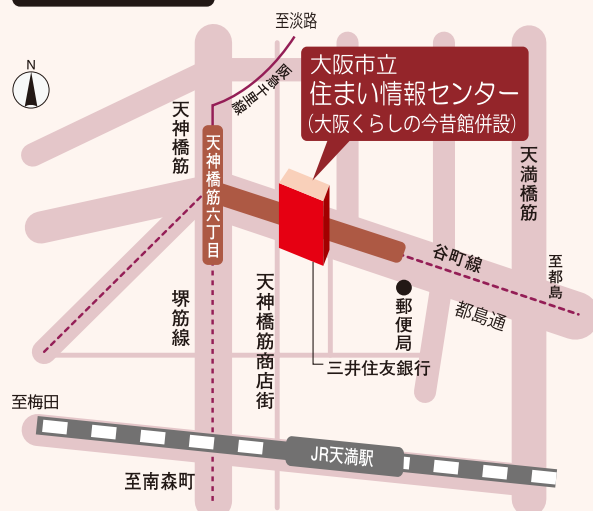 至淡路
N
阪急千里線
大阪市立
住まい情報センター
(大阪くらしの今昔館併設)
天神橋筋
天神橋筋六丁目
天満橋筋
谷町線
至都島
都島通
郵便局
堺筋線
天神橋筋商店街
三井住友銀行
至梅田
JR天満駅
至南森町